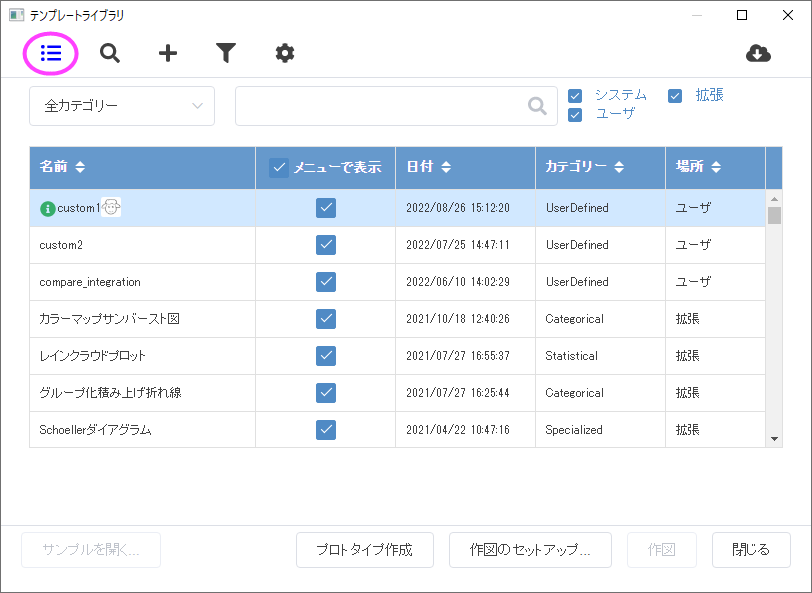 テンプレートライブラリ
全カテゴリー
システム 拡張
ユーザ
名前 メニューで表示 日付 カテゴリー 場所
custom1 2022/08/26 15:12:20 UserDefined ユーザ
custom2 2022/07/25 14:47:11 UserDefined ユーザ
compare_integration 2022/06/10 14:02:29 UserDefined ユーザ
カラーマップサンバースト図 2021/10/18 12:40:26 Categorical 拡張
レインクラウドプロット 2021/07/27 16:55:37 Statistical 拡張
グループ化積み上げ折れ線 2021/07/27 16:25:44 Categorical 拡張
Schoellerダイアグラム 2021/04/22 10:47:16 Specialized 拡張
サンプルを開く... プロトタイプ作成 作図のセットアップ... 作図 閉じる